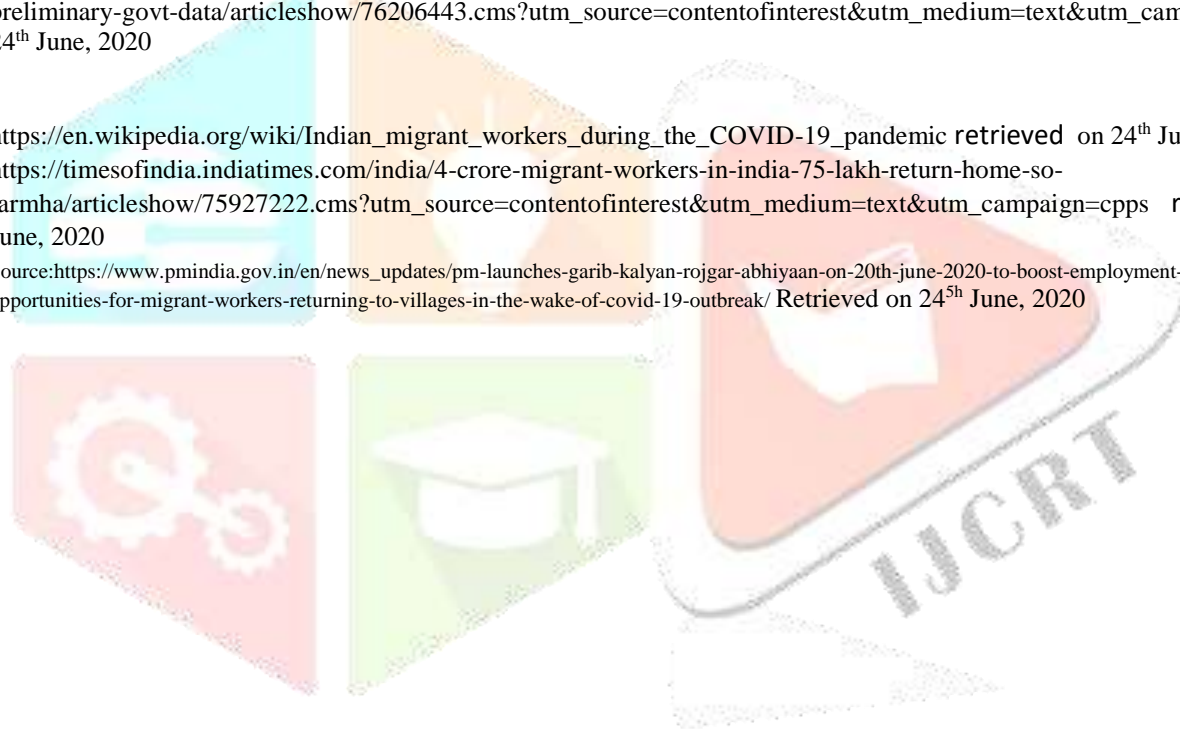 preliminary-govt-data/articleshow/76206443.cms?utm_source=contentofinterest&utm_medium=text&utm_cam
24th June, 2020
https://en.wikipedia.org/wiki/Indian_migrant_workers_during_the_COVID-19_pandemic retrieved on 24th Ju
https://timesofindia.indiatimes.com/india/4-crore-migrant-workers-in-india-75-lakh-return-home-so-
farmha/articleshow/75927222.cms?utm_source=contentofinterest&utm_medium=text&utm_campaign=cpps r
June, 2020
source:https://www.pmindia.gov.in/en/news_updates/pm-launches-garib-kalyan-rojgar-abhiyaan-on-20th-june-2020-to-boost-employment-
opportunities-for-migrant-workers-returning-to-villages-in-the-wake-of-covid-19-outbreak/ Retrieved on 245h June, 2020
IJCRT